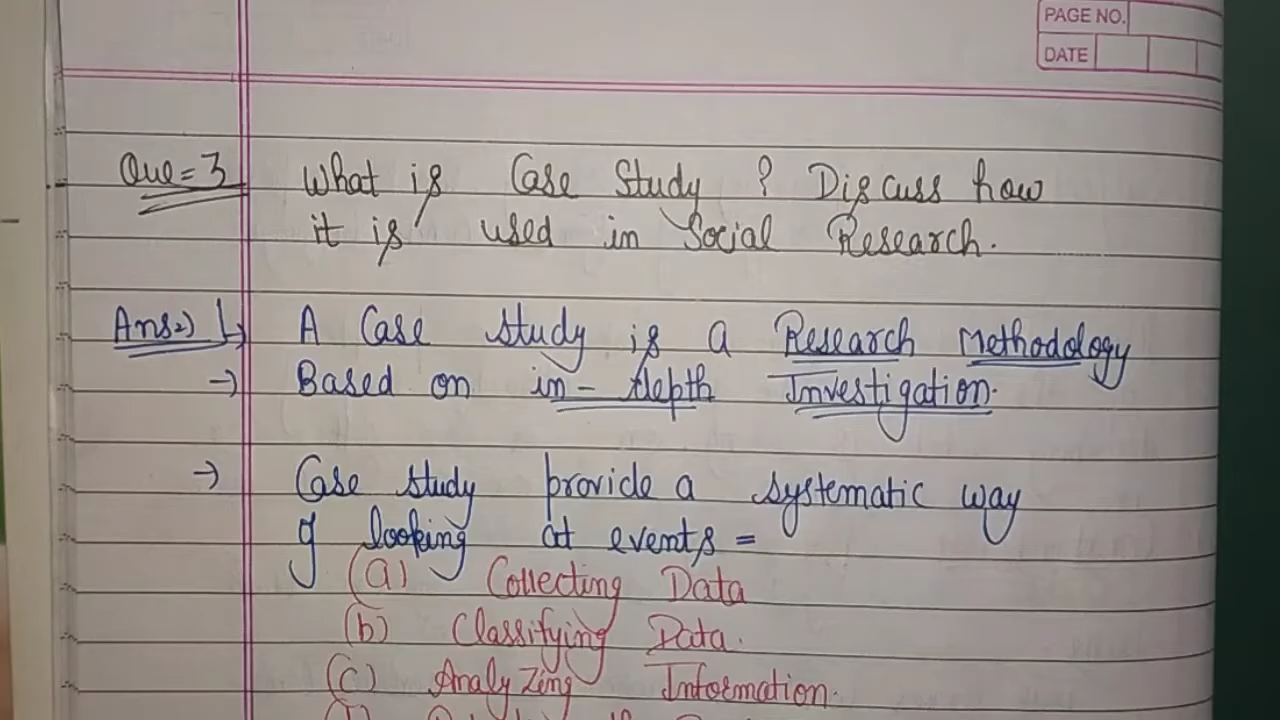 PAGE NO.
DATE
Que = 3 What is Case Study ? Discuss how
it is used in Social Research.
Ans=) ↳ A Case study is a Research Methodology
→ Based on in-depth Investigation.
→ Case study provide a systematic way
of looking at events =
(a) Collecting Data
(b) Classifying Data.
(c) Analyzing Information.